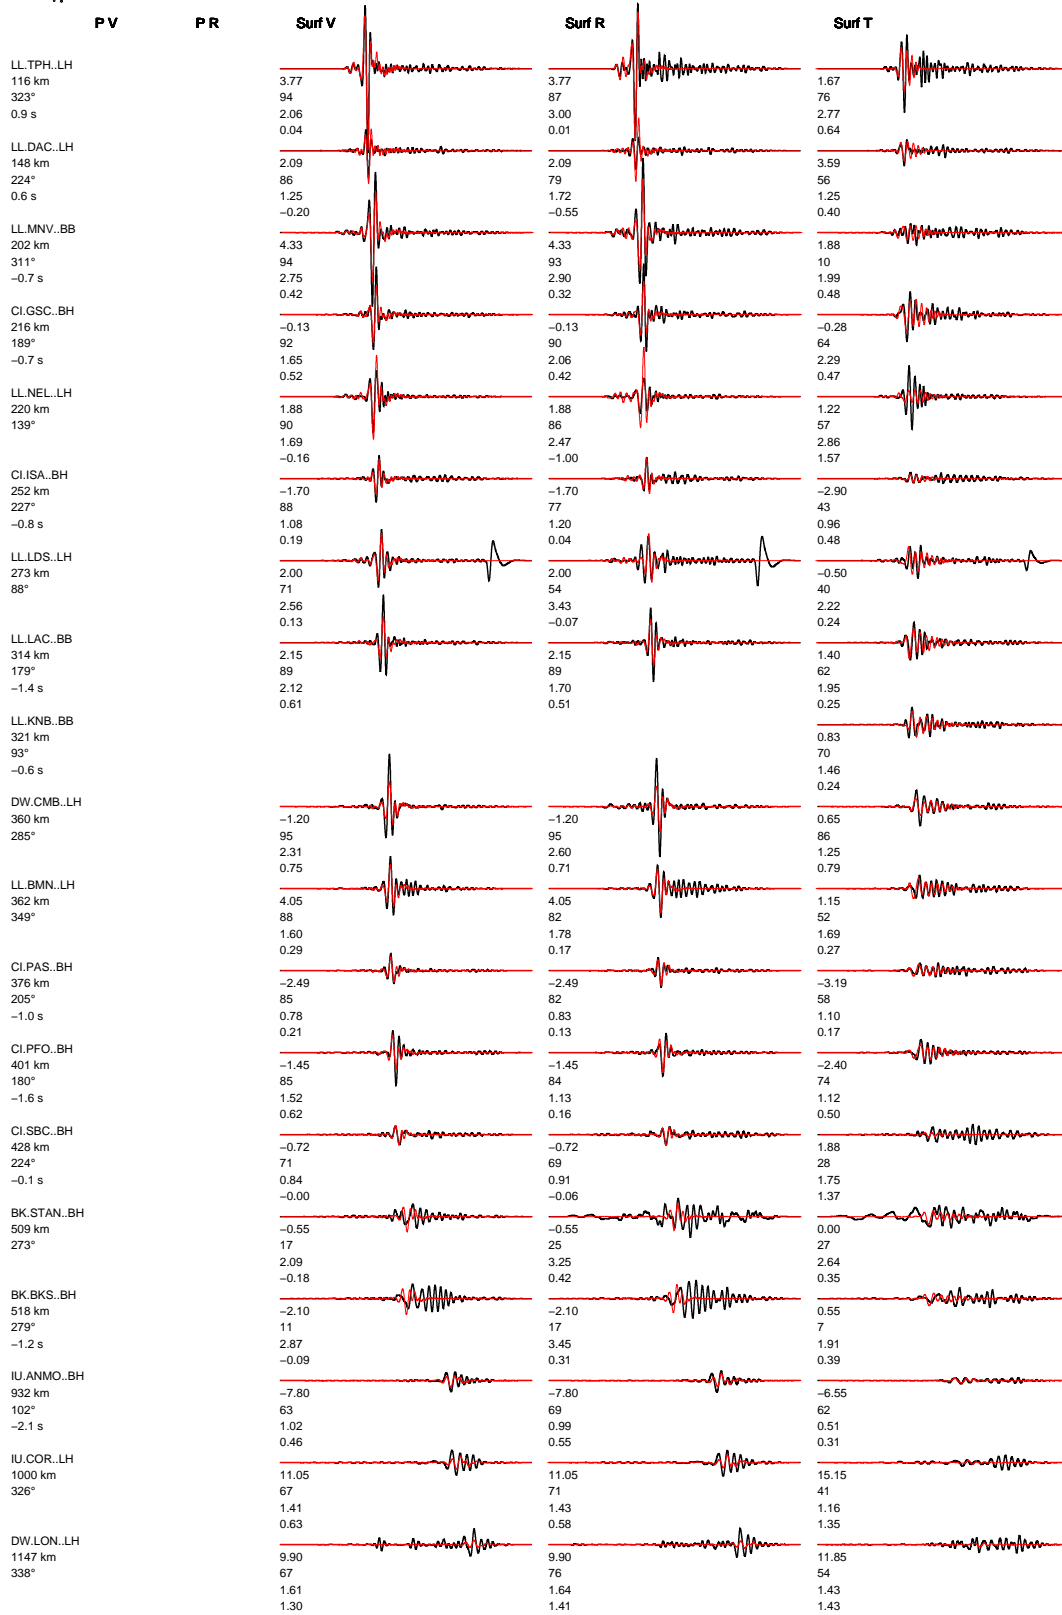 P V P R Surf V Surf R Surf T
LL.TPH..LH
116 km 3.77 3.77 1.67
323° 94 87 76
0.9 s 2.06 3.00 2.77
0.04 0.01 0.64
LL.DAC..LH
148 km 2.09 2.09 3.59
224° 86 79 56
0.6 s 1.25 1.72 1.25
−0.20 −0.55 0.40
LL.MNV..BB
202 km 4.33 4.33 1.88
311° 94 93 10
−0.7 s 2.75 2.90 1.99
0.42 0.32 0.48
CI.GSC..BH
216 km −0.13 −0.13 −0.28
189° 92 90 64
−0.7 s 1.65 2.06 2.29
0.52 0.42 0.47
LL.NEL..LH
220 km 1.88 1.88 1.22
139° 90 86 57
1.69 2.47 2.86
−0.16 −1.00 1.57
CI.ISA..BH
252 km −1.70 −1.70 −2.90
227° 88 77 43
−0.8 s 1.08 1.20 0.96
0.19 0.04 0.48
LL.LDS..LH
273 km 2.00 2.00 −0.50
88° 71 54 40
2.56 3.43 2.22
0.13 −0.07 0.24
LL.LAC..BB
314 km 2.15 2.15 1.40
179° 89 89 62
−1.4 s 2.12 1.70 1.95
0.61 0.51 0.25
LL.KNB..BB
321 km 0.83
93° 70
−0.6 s 1.46
0.24
DW.CMB..LH
360 km −1.20 −1.20 0.65
285° 95 95 86
2.31 2.60 1.25
0.75 0.71 0.79
LL.BMN..LH
362 km 4.05 4.05 1.15
349° 88 82 52
1.60 1.78 1.69
0.29 0.17 0.27
CI.PAS..BH
376 km −2.49 −2.49 −3.19
205° 85 82 58
−1.0 s 0.78 0.83 1.10
0.21 0.13 0.17
CI.PFO..BH
401 km −1.45 −1.45 −2.40
180° 85 84 74
−1.6 s 1.52 1.13 1.12
0.62 0.16 0.50
CI.SBC..BH
428 km −0.72 −0.72 1.88
224° 71 69 28
−0.1 s 0.84 0.91 1.75
−0.00 −0.06 1.37
BK.STAN..BH
509 km −0.55 −0.55 0.00
273° 17 25 27
2.09 3.25 2.64
−0.18 0.42 0.35
BK.BKS..BH
518 km −2.10 −2.10 0.55
279° 11 17 7
−1.2 s 2.87 3.45 1.91
−0.09 0.31 0.39
IU.ANMO..BH
932 km −7.80 −7.80 −6.55
102° 63 69 62
−2.1 s 1.02 0.99 0.51
0.46 0.55 0.31
IU.COR..LH
1000 km 11.05 11.05 15.15
326° 67 71 41
1.41 1.43 1.16
0.63 0.58 1.35
DW.LON..LH
1147 km 9.90 9.90 11.85
338° 67 76 54
1.61 1.64 1.43
1.30 1.41 1.43